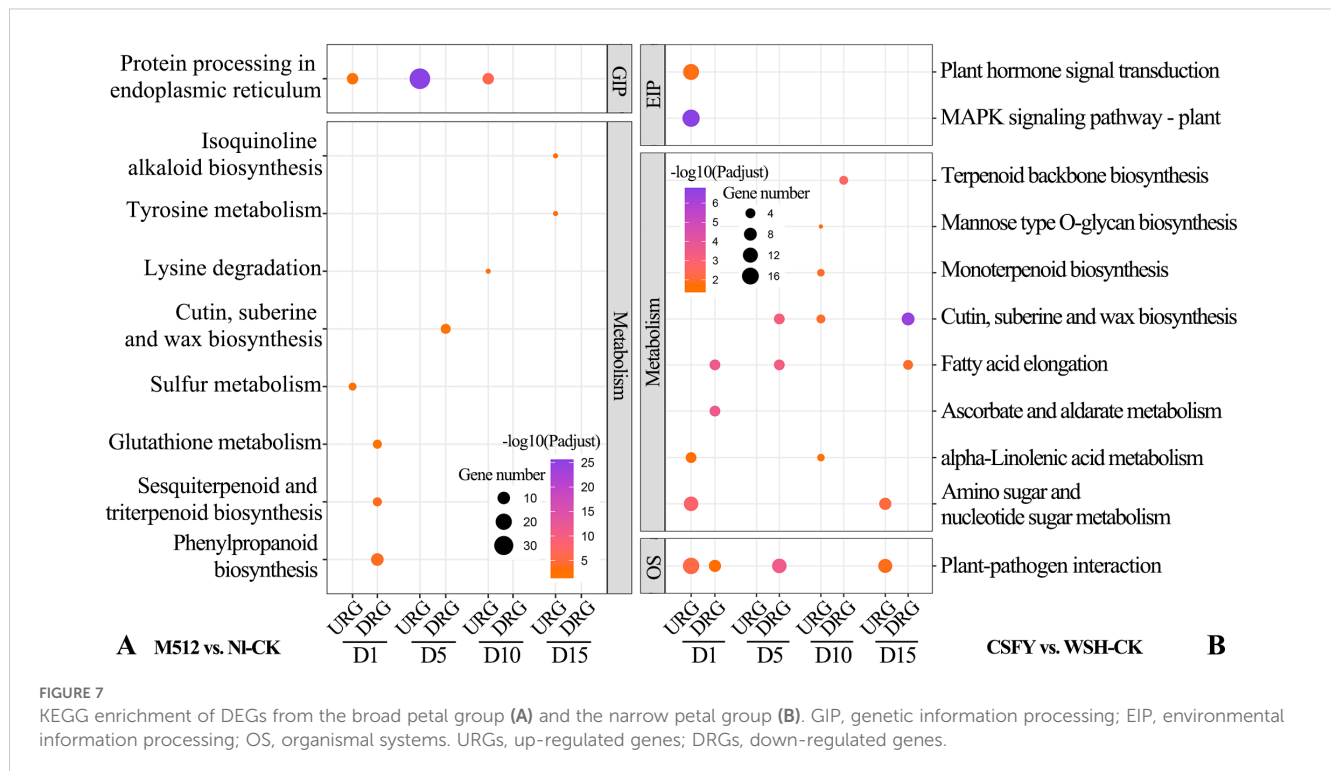 Protein processing in
endoplasmic reticulum
Isoquinoline
alkaloid biosynthesis
Tyrosine metabolism
Lysine degradation
Cutin, suberine
and wax biosynthesis
Sulfur metabolism
Glutathione metabolism
Sesquiterpenoid and
triterpenoid biosynthesis
Phenylpropanoid
biosynthesis
GIP
Metabolism
-log10(Padjust)
Gene number
10
20
30
25
20
15
10
5
URG
DRG
URG
DRG
URG
DRG
URG
DRG
D1
D5
D10
D15
A M512 vs. NI-CK
EIP
Metabolism
OS
-log10(Padjust)
6
5
4
3
2
Gene number
4
8
12
16
Plant hormone signal transduction
MAPK signaling pathway - plant
Terpenoid backbone biosynthesis
Mannose type O-glycan biosynthesis
Monoterpenoid biosynthesis
Cutin, suberine and wax biosynthesis
Fatty acid elongation
Ascorbate and aldarate metabolism
alpha-Linolenic acid metabolism
Amino sugar and
nucleotide sugar metabolism
Plant-pathogen interaction
URG
DRG
URG
DRG
URG
DRG
URG
DRG
D1
D5
D10
D15
CSFY vs. WSH-CK B
FIGURE 7
KEGG enrichment of DEGs from the broad petal group (A) and the narrow petal group (B). GIP, genetic information processing; EIP, environmental
information processing; OS, organismal systems. URGs, up-regulated genes; DRGs, down-regulated genes.